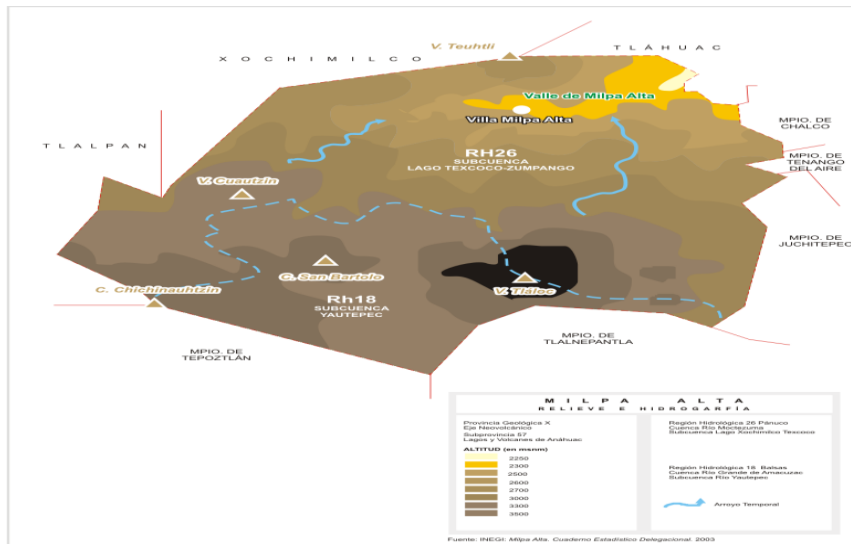 V. Teuhtli
XOCHIMILCO
TLÁHUAC
Valle de Milpa Alta
Villa Milpa Alta
MPIO. DE
CHALCO
TLALPAN
RH26
SUBCUENCA
LAGO TEXCOCO-ZUMPANGO
MPIO. DE
TENANGO
DEL AIRE
V. Cuautzin
MPIO. DE
JUCHITEPEC
C. San Bartolo
C. Chichinauhtzin
V. Tláloc
Rh18
SUBCUENCA
YAUTEPEC
MPIO. DE
TEPOZTLÁN
MPIO. DE
TLALNEPANTLA
MILPA ALTA
RELIEVE E HIDROGARFÍA
Provincia Geológica X
Eje Neovolcánico
Subprovincia 57
Lagos y Volcanes de Anáhuac
ALTITUD (en msnm)
2250
2300
2500
2600
2700
3000
3300
3500
Región Hidrológica 26 Pánuco
Cuenca Río Moctezuma
Subcuenca Lago Xochimilco Texcoco
Región Hidrológica 18 Balsas
Cuenca Río Grande de Amacuzac
Subcuenca Río Yautepec
Arroyo Temporal
Fuente: INEGI: Milpa Alta. Cuaderno Estadístico Delegacional. 2003